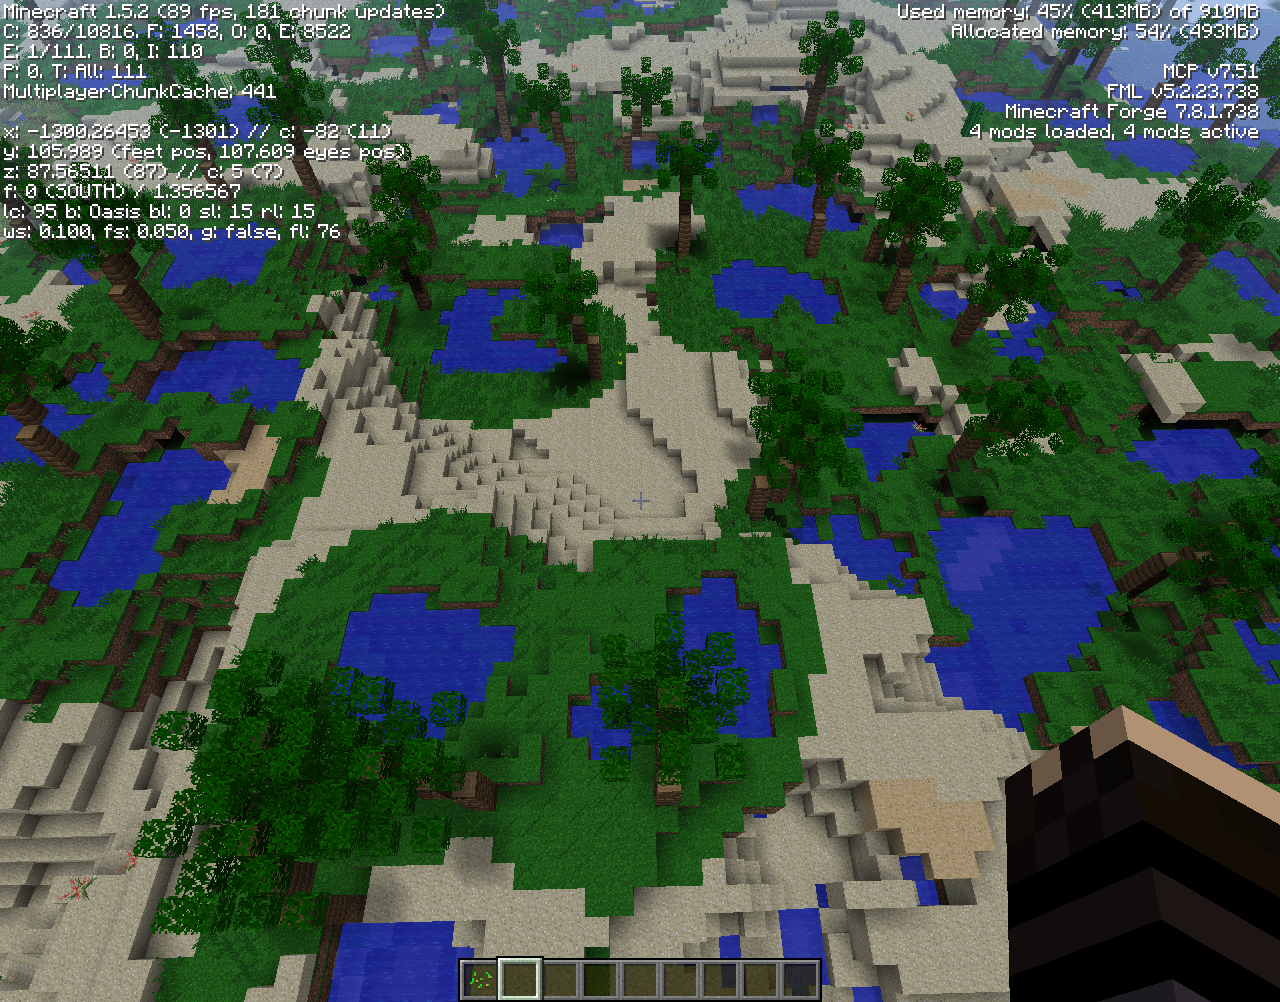 Minecraft 1.5.2 (89 fps, 181 chunk updates)
C: 836/10816. F: 1458, O: 0, E: 8522
E: 1/111. B: 0, I: 110
P: 0. T: All: 111
MultiplayerChunkCache: 441
x: -1300.26453 (-1301) // c: -82 (11)
y: 105.989 (feet pos, 107.609 eyes pos)
z: 87.56511 (87) // c: 5 (7)
f: 0 (SOUTH) / 1.356567
lc: 95 b: Oasis bl: 0 sl: 15 rl: 15
ws: 0.100, fs: 0.050, g: false, fl: 76
Used memory: 45% (413MB) of 910MB
Allocated memory: 54% (493MB)
MCP v7.51
FML v5.2.23.738
Minecraft Forge 7.8.1.738
4 mods loaded, 4 mods active